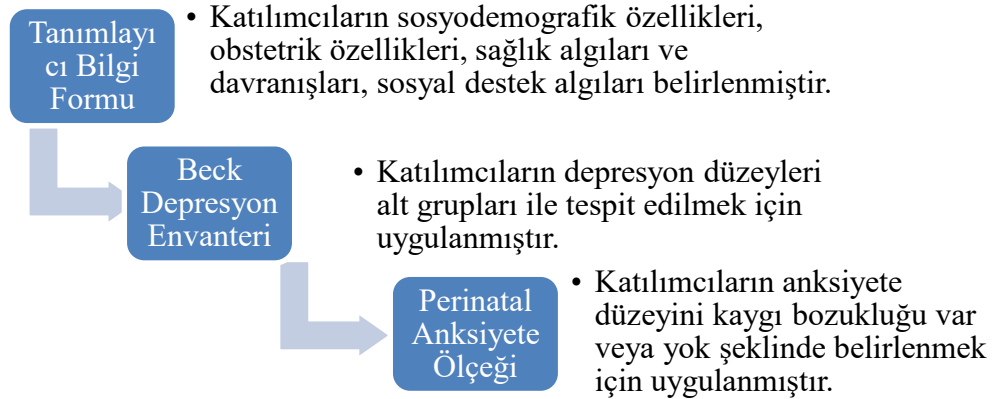 Tanımlayı
cı Bilgi
Formu
• Katılımcıların sosyodemografik özellikleri,
obstetrik özellikleri, sağlık algıları ve
davranışları, sosyal destek algıları belirlenmiştir.
Beck
Depresyon
Envanteri
• Katılımcıların depresyon düzeyleri
alt grupları ile tespit edilmek için
uygulanmıştır.
Perinatal
Anksiyete
Ölçeği
• Katılımcıların anksiyete
düzeyini kaygı bozukluğu var
veya yok şeklinde belirlenmek
için uygulanmıştır.